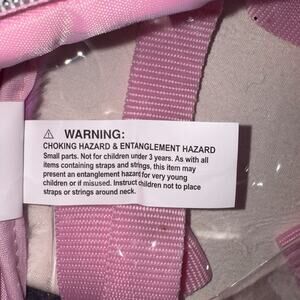 ⚠ WARNING:
CHOKING HAZARD & ENTANGLEMENT HAZARD
Small parts. Not for children under 3 years. As with all
items containing straps and strings, this item may
present an entanglement hazard for very young
children or if misused. Instruct children not to place
straps or strings around neck.